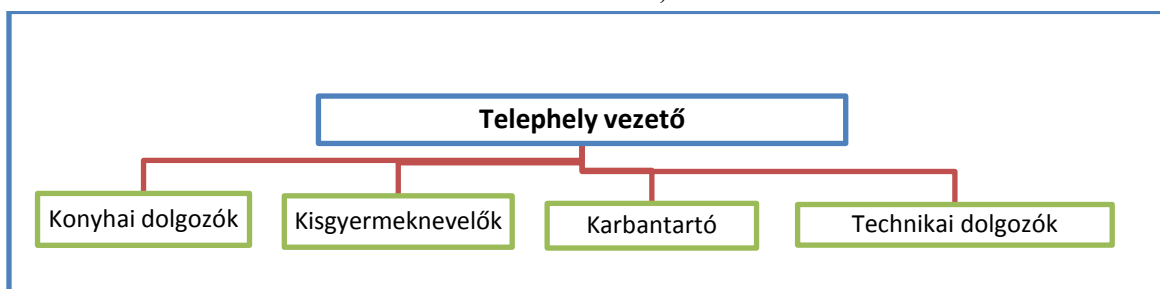 Telephely vezető
Konyhai dolgozók
Kisgyermeknevelők
Karbantartó
Technikai dolgozók